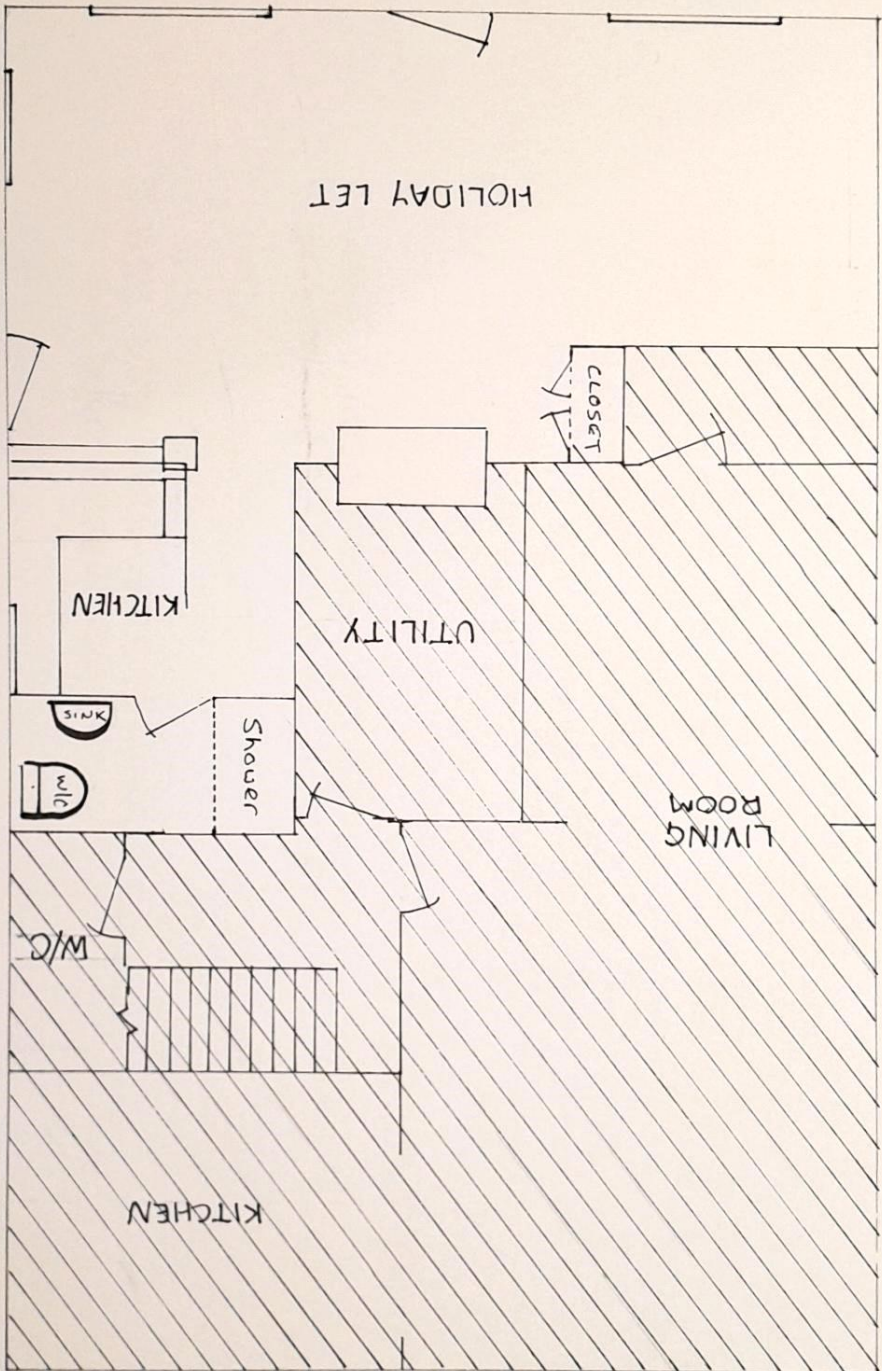 KITCHEN
W/C
LIVING
ROOM
W/C
Shower
SINK
UTILITY
KITCHEN
CLOSET
HOLIDAY LET